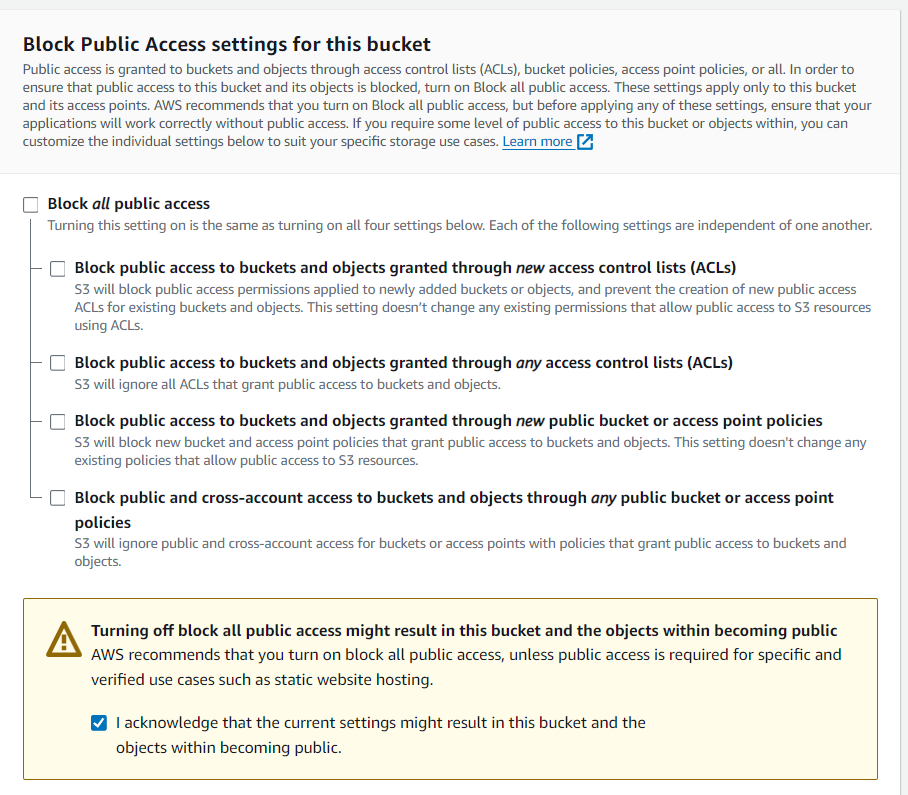 Block Public Access settings for this bucket
Public access is granted to buckets and objects through access control lists (ACLs), bucket policies, access point policies, or all. In order to
ensure that public access to this bucket and its objects is blocked, turn on Block all public access. These settings apply only to this bucket
and its access points. AWS recommends that you turn on Block all public access, but before applying any of these settings, ensure that your
applications will work correctly without public access. If you require some level of public access to this bucket or objects within, you can
customize the individual settings below to suit your specific storage use cases. Learn more
Block all public access
Turning this setting on is the same as turning on all four settings below. Each of the following settings are independent of one another.
Block public access to buckets and objects granted through new access control lists (ACLs)
S3 will block public access permissions applied to newly added buckets or objects, and prevent the creation of new public access
ACLs for existing buckets and objects. This setting doesn't change any existing permissions that allow public access to S3 resources
using ACLs.
Block public access to buckets and objects granted through any access control lists (ACLs)
S3 will ignore all ACLs that grant public access to buckets and objects.
Block public access to buckets and objects granted through new public bucket or access point policies
S3 will block new bucket and access point policies that grant public access to buckets and objects. This setting doesn't change any
existing policies that allow public access to S3 resources.
Block public and cross-account access to buckets and objects through any public bucket or access point
policies
S3 will ignore public and cross-account access for buckets or access points with policies that grant public access to buckets and
objects.
Turning off block all public access might result in this bucket and the objects within becoming public
AWS recommends that you turn on block all public access, unless public access is required for specific and
verified use cases such as static website hosting.
I acknowledge that the current settings might result in this bucket and the
objects within becoming public.